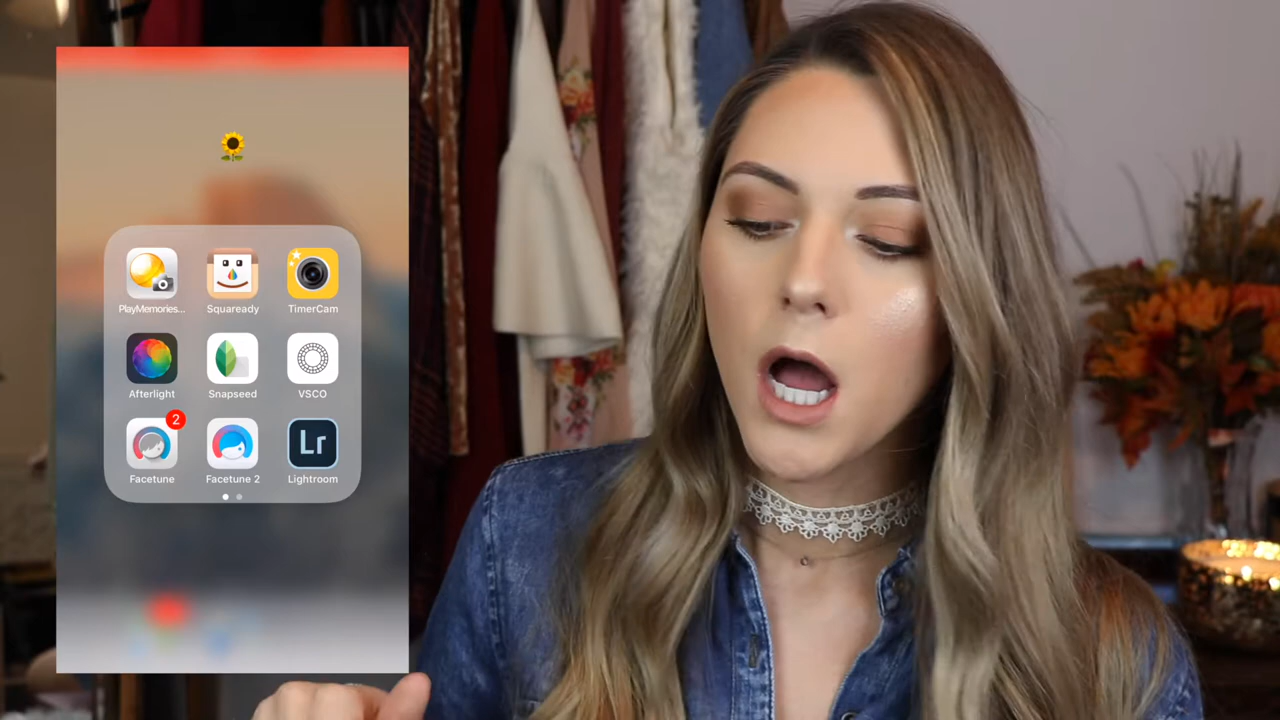 PlayMemories... Squaready TimerCam
Afterlight Snapseed VSCO
2
Facetune Facetune 2 Lr Lightroom